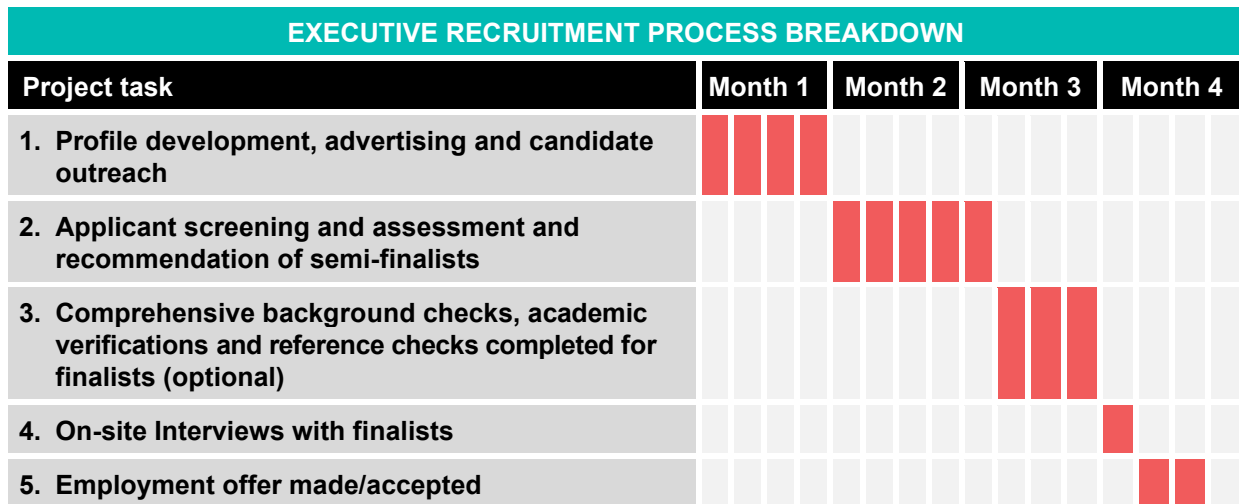 EXECUTIVE RECRUITMENT PROCESS BREAKDOWN
Project task Month 1 Month 2 Month 3 Month 4
1. Profile development, advertising and candidate
outreach
2. Applicant screening and assessment and
recommendation of semi-finalists
3. Comprehensive background checks, academic
verifications and reference checks completed for
finalists (optional)
4. On-site Interviews with finalists
5. Employment offer made/accepted